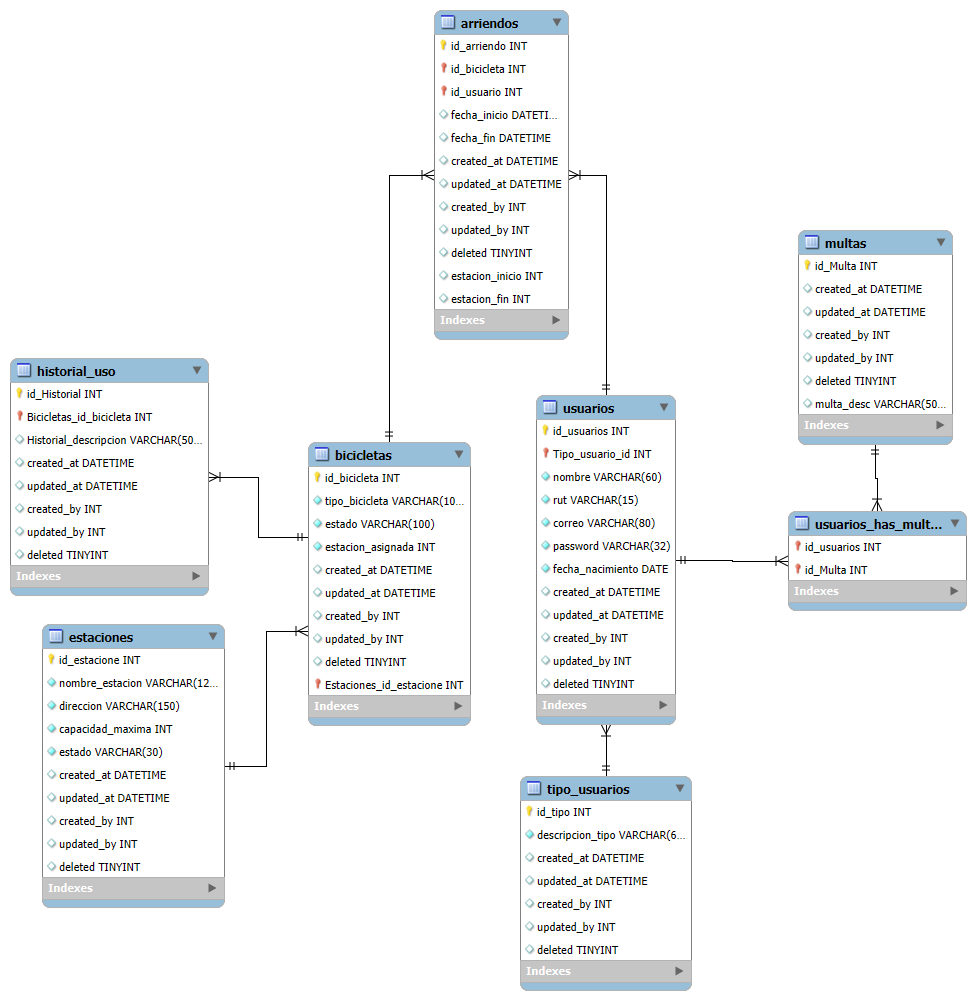 arriendos
id_arriendo INT
id_bicicleta INT
id_usuario INT
fecha_inicio DATETI...
fecha_fin DATETIME
created_at DATETIME
updated_at DATETIME
created_by INT
updated_by INT
deleted TINYINT
estacion_inicio INT
estacion_fin INT
Indexes
multas
id_Multa INT
created_at DATETIME
updated_at DATETIME
created_by INT
updated_by INT
deleted TINYINT
multa_desc VARCHAR(50...
Indexes
historial_uso
id_Historial INT
Bicicletas_id_bicicleta INT
Historial_descripcion VARCHAR(50...
created_at DATETIME
updated_at DATETIME
created_by INT
updated_by INT
deleted TINYINT
Indexes
bicicletas
id_bicicleta INT
tipo_bicicleta VARCHAR(10...
estado VARCHAR(100)
estacion_asignada INT
created_at DATETIME
updated_at DATETIME
created_by INT
updated_by INT
deleted TINYINT
Estaciones_id_estacione INT
Indexes
usuarios
id_usuarios INT
Tipo_usuario_id INT
nombre VARCHAR(60)
rut VARCHAR(15)
correo VARCHAR(80)
password VARCHAR(32)
fecha_nacimiento DATE
created_at DATETIME
updated_at DATETIME
created_by INT
updated_by INT
deleted TINYINT
Indexes
usuarios_has_mult...
id_usuarios INT
id_Multa INT
Indexes
estaciones
id_estacione INT
nombre_estacion VARCHAR(12...
direccion VARCHAR(150)
capacidad_maxima INT
estado VARCHAR(30)
created_at DATETIME
updated_at DATETIME
created_by INT
updated_by INT
deleted TINYINT
Indexes
tipo_usuarios
id_tipo INT
descripcion_tipo VARCHAR(6...
created_at DATETIME
updated_at DATETIME
created_by INT
updated_by INT
deleted TINYINT
Indexes